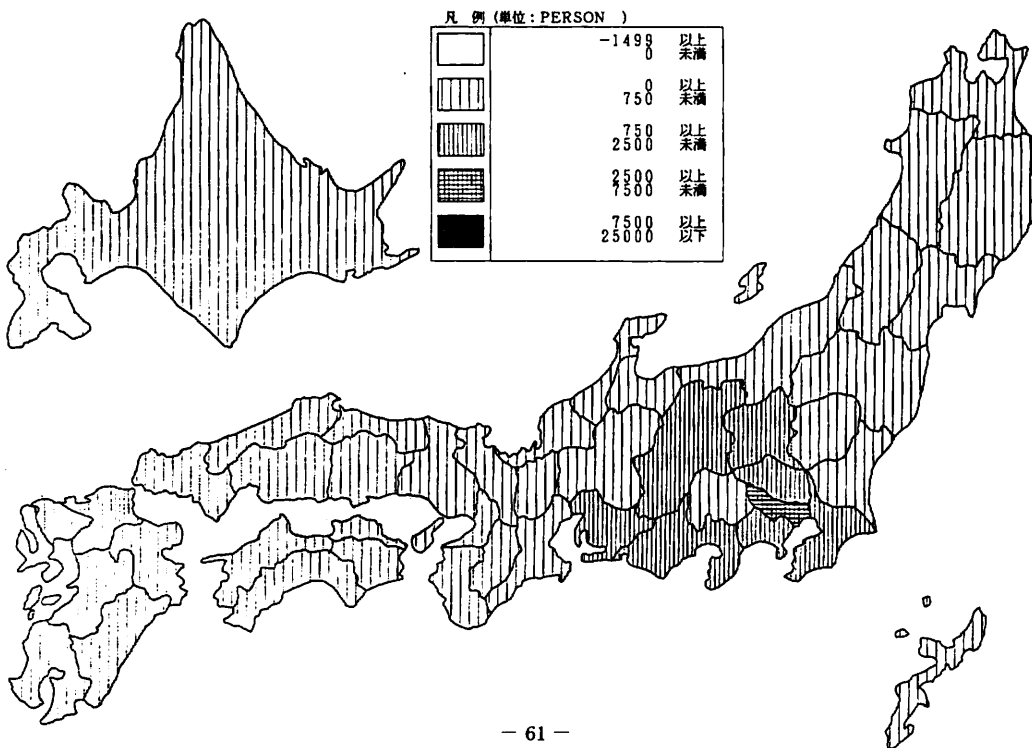 凡 例 (単位：PERSON )
-1499 以上
0 未満
0 以上
750 未満
750 以上
2500 未満
2500 以上
7500 未満
7500 以上
25000 以下
- 61 -